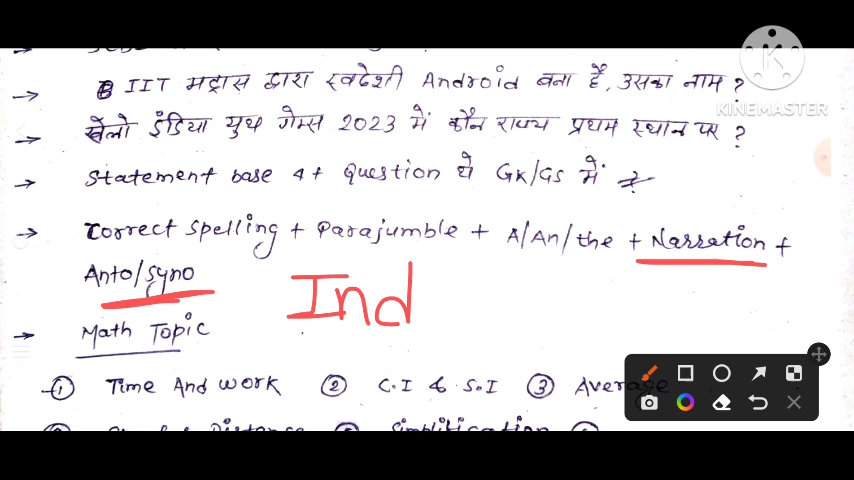 → IIT मद्रास द्वारा स्वदेशी Android बना है, उसका नाम ?
KINEMASTER
→ खेलो इंडिया युथ गेम्स 2023 में कौन राज्य प्रथम स्थान पर ?
→ Statement base 4+ Question थे GK/GS में
→ Correct Spelling + Parajumble + A/An/the + Narration +
Anto/Syno
Ind
→ Math Topic
① Time And Work ② C.I & S.I ③ Average